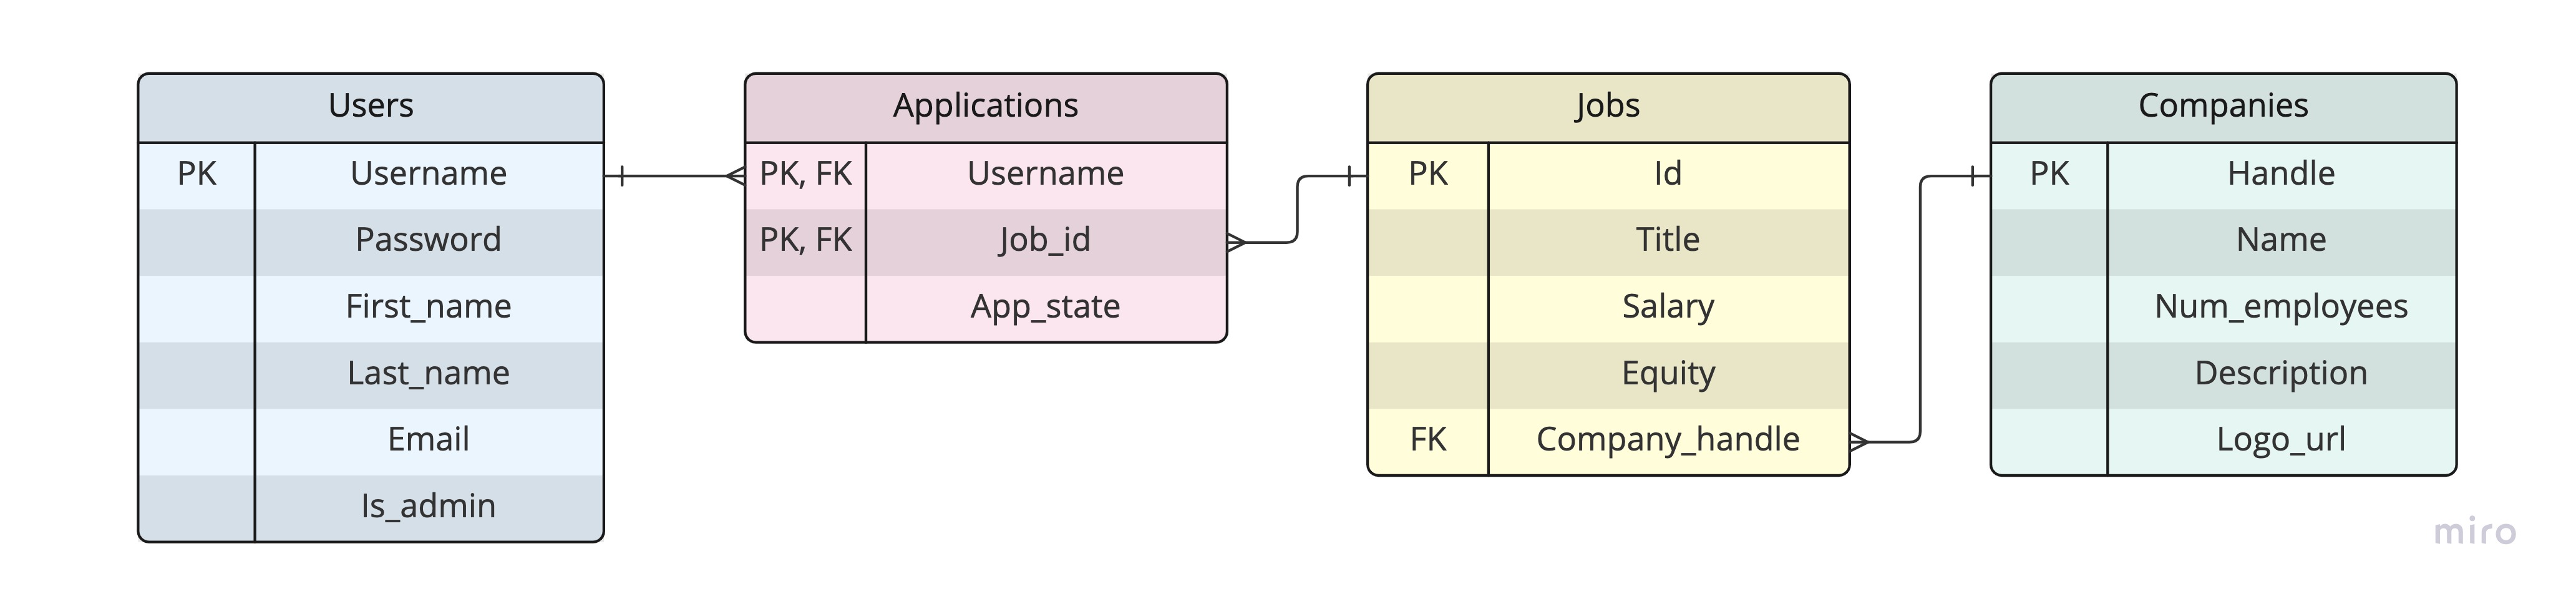 Users
PK Username
Password
First_name
Last_name
Email
Is_admin
Applications
PK, FK Username
PK, FK Job_id
App_state
Jobs
PK Id
Title
Salary
Equity
FK Company_handle
Companies
PK Handle
Name
Num_employees
Description
Logo_url
miro